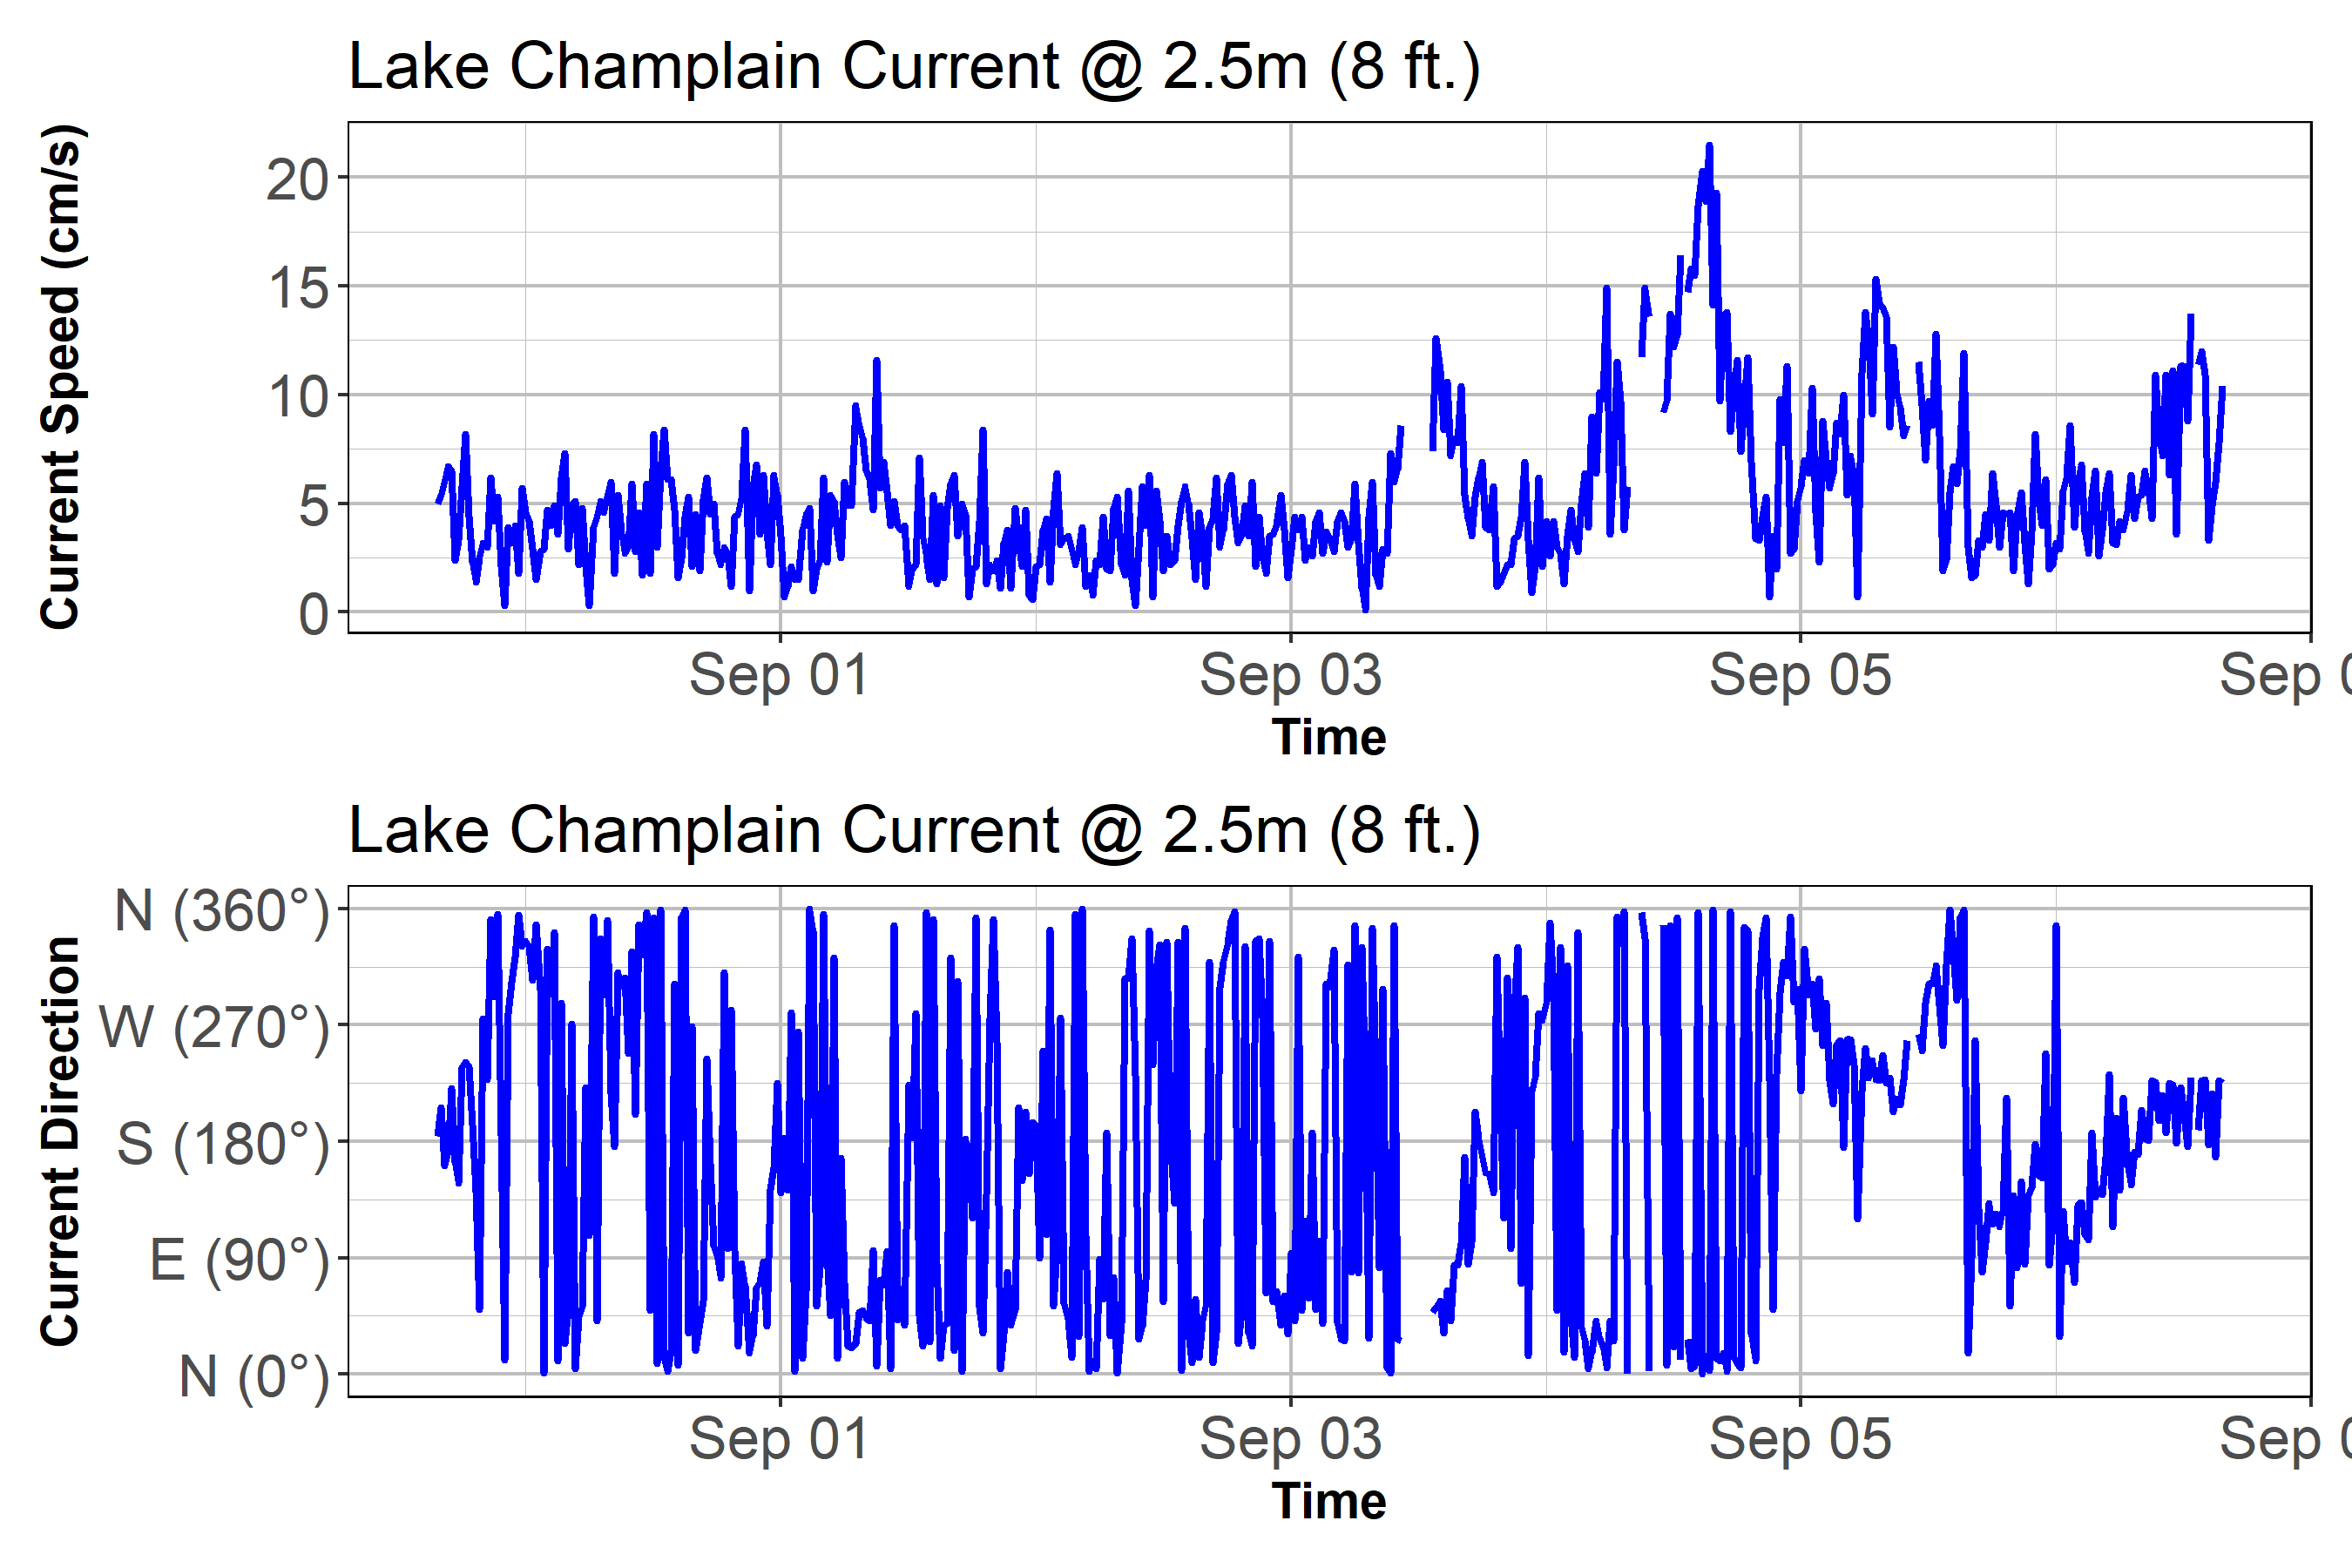 Lake Champlain Current @ 2.5m (8 ft.)
Current Speed (cm/s)
20
15
10
5
0
Sep 01 Sep 03 Sep 05 Sep
Time
Lake Champlain Current @ 2.5m (8 ft.)
Current Direction
N (360°)
W (270°)
S (180°)
E (90°)
N (0°)
Sep 01 Sep 03 Sep 05 Sep
Time